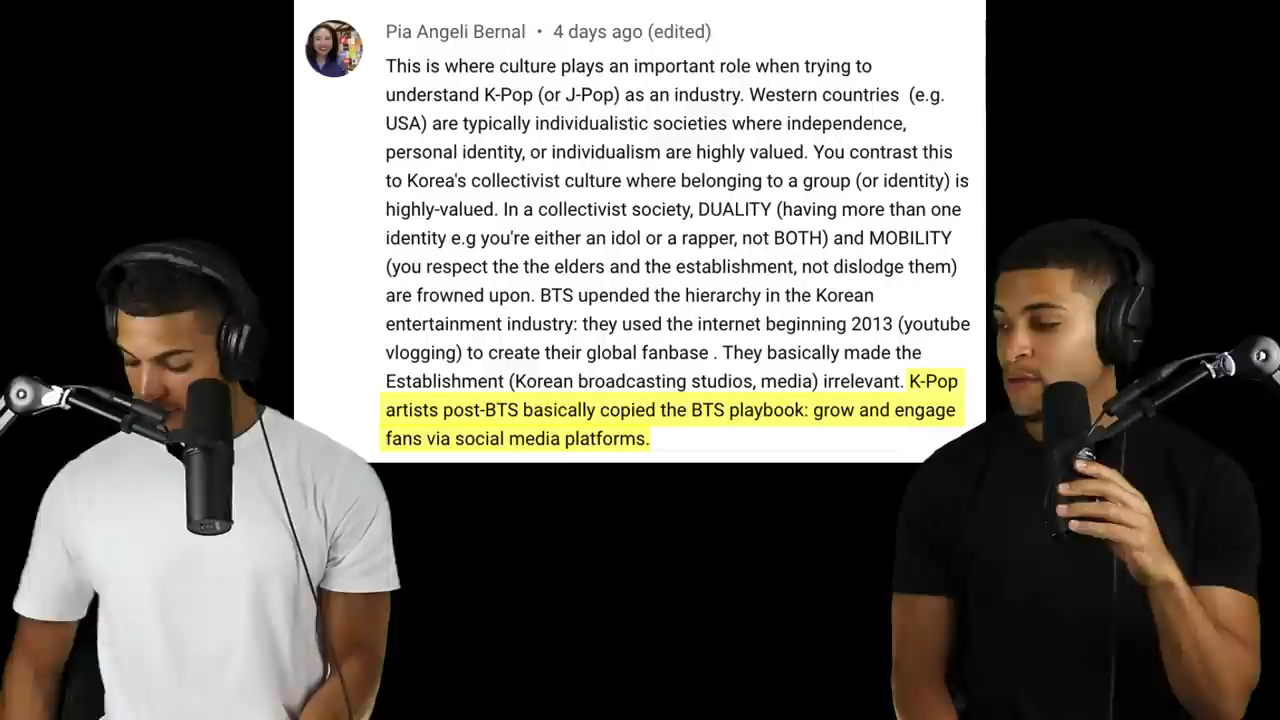 Pia Angeli Bernal • 4 days ago (edited)
This is where culture plays an important role when trying to
understand K-Pop (or J-Pop) as an industry. Western countries (e.g.
USA) are typically individualistic societies where independence,
personal identity, or individualism are highly valued. You contrast this
to Korea's collectivist culture where belonging to a group (or identity) is
highly-valued. In a collectivist society, DUALITY (having more than one
identity e.g you're either an idol or a rapper, not BOTH) and MOBILITY
(you respect the the elders and the establishment, not dislodge them)
are frowned upon. BTS upended the hierarchy in the Korean
entertainment industry: they used the internet beginning 2013 (youtube
vlogging) to create their global fanbase . They basically made the
Establishment (Korean broadcasting studios, media) irrelevant. K-Pop
artists post-BTS basically copied the BTS playbook: grow and engage
fans via social media platforms.